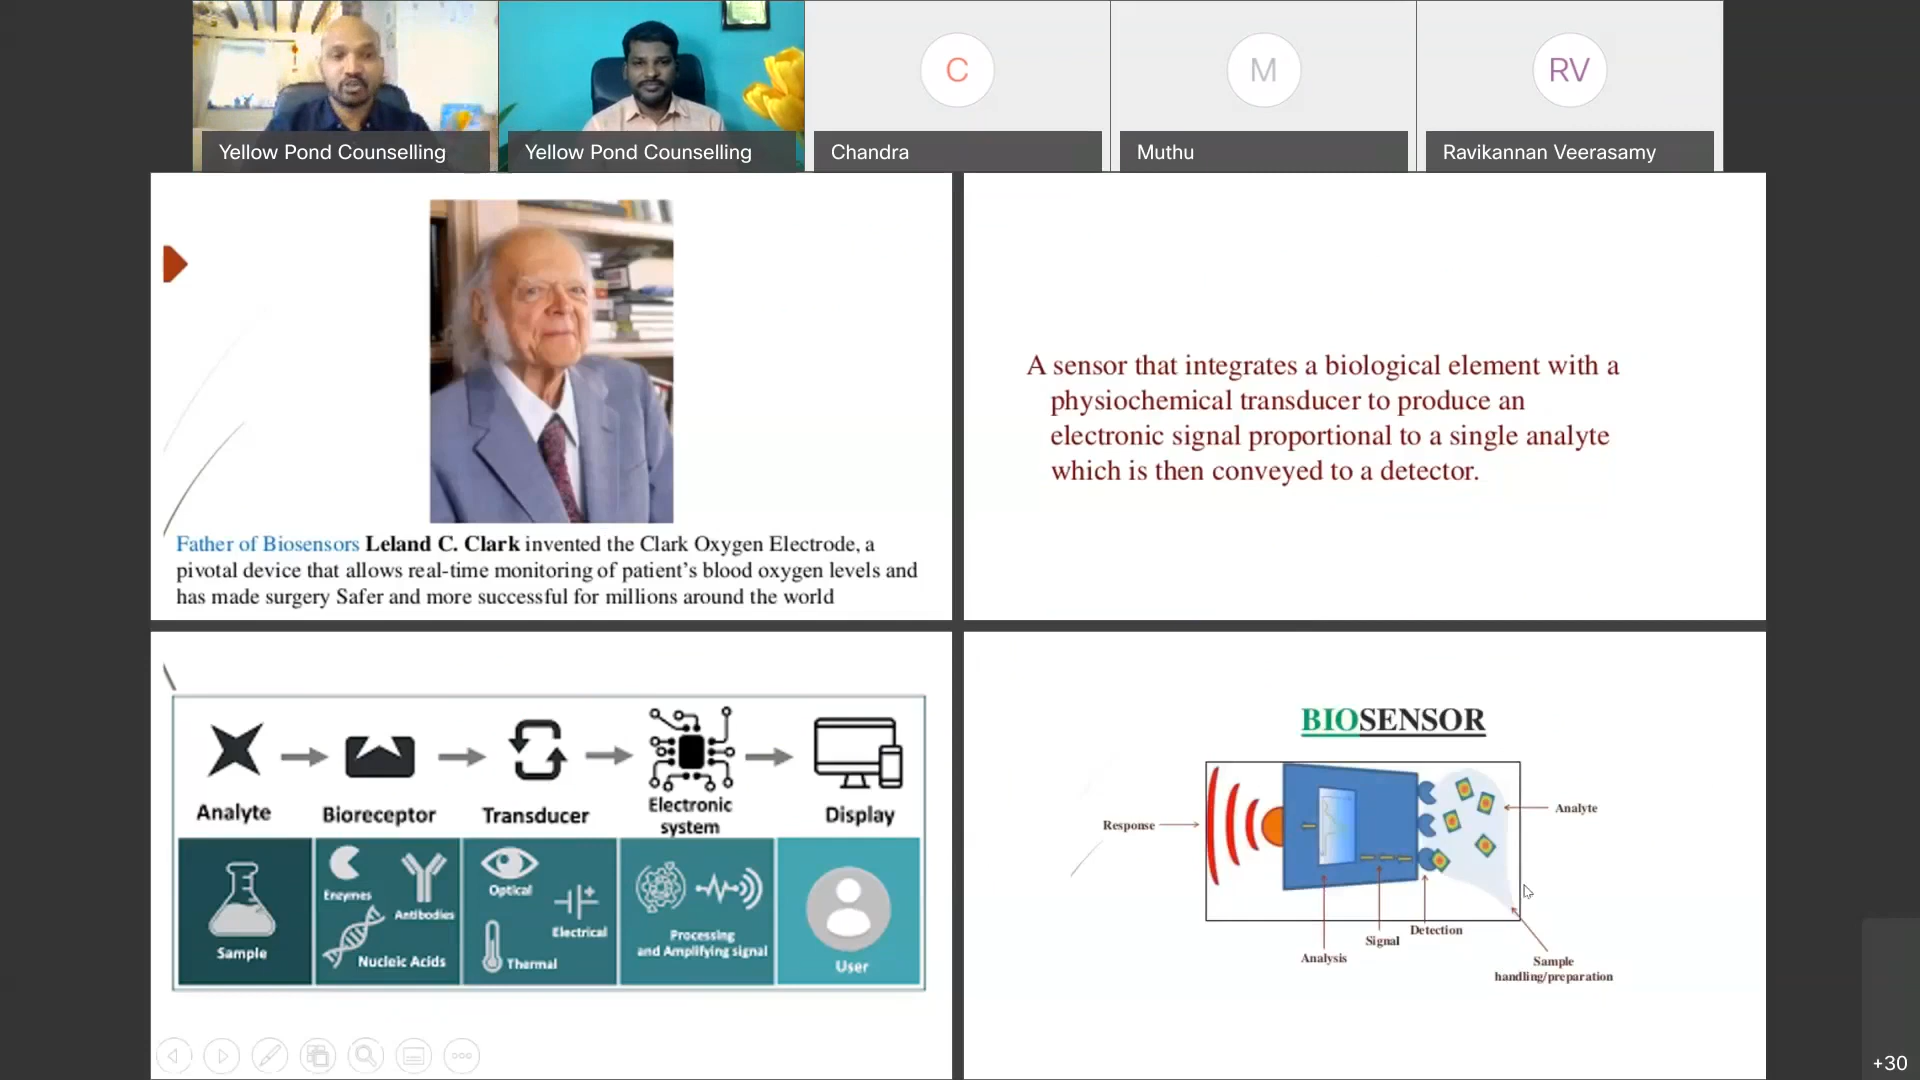 C
M
RV
Yellow Pond Counselling
Yellow Pond Counselling
Chandra
Muthu
Ravikannan Veerasamy
Father of Biosensors Leland C. Clark invented the Clark Oxygen Electrode, a
pivotal device that allows real-time monitoring of patient's blood oxygen levels and
has made surgery Safer and more successful for millions around the world
A sensor that integrates a biological element with a
physiochemical transducer to produce an
electronic signal proportional to a single analyte
which is then conveyed to a detector.
Analyte
Bioreceptor
Transducer
Electronic
system
Display
Sample
Enzymes
Antibodies
Nucleic Acids
Optical
Electrical
Thermal
Processing
and Amplifying signal
User
BIOSENSOR
Response
Analyte
Analysis
Signal
Detection
Sample
handling/preparation
+30